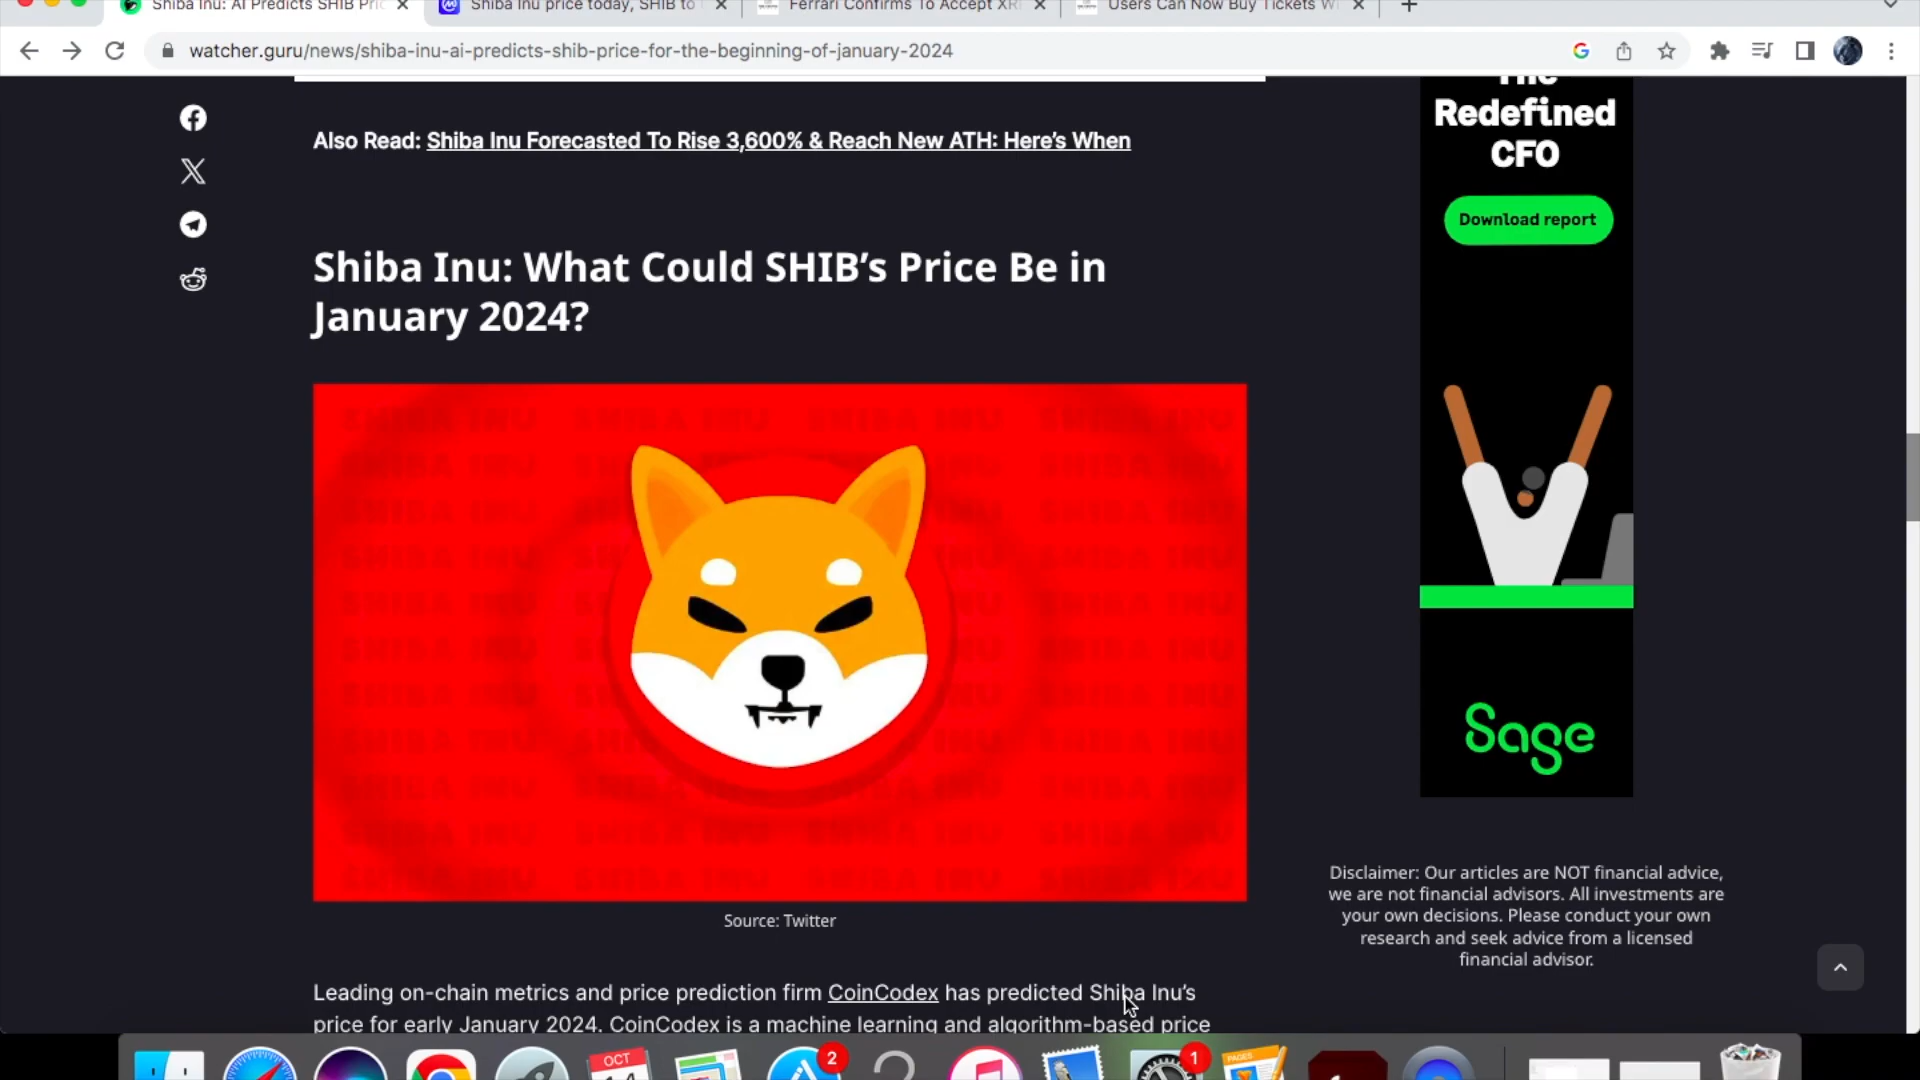 Shiba Inu: AI Predicts SHIB Pri
Shiba Inu price today, SHIB to
Ferrari Confirms To Accept XR
Users Can Now Buy Tickets W
watcher.guru/news/shiba-inu-ai-predicts-shib-price-for-the-beginning-of-january-2024
Also Read: Shiba Inu Forecasted To Rise 3,600% & Reach New ATH: Here's When
Shiba Inu: What Could SHIB's Price Be in
January 2024?
Source: Twitter
Leading on-chain metrics and price prediction firm CoinCodex has predicted Shiba Inu's
price for early January 2024. CoinCodex is a machine learning and algorithm-based price
The
Redefined
CFO
Download report
Sage
Disclaimer: Our articles are NOT financial advice,
we are not financial advisors. All investments are
your own decisions. Please conduct your own
research and seek advice from a licensed
financial advisor.
OCT
2
1
PAGES